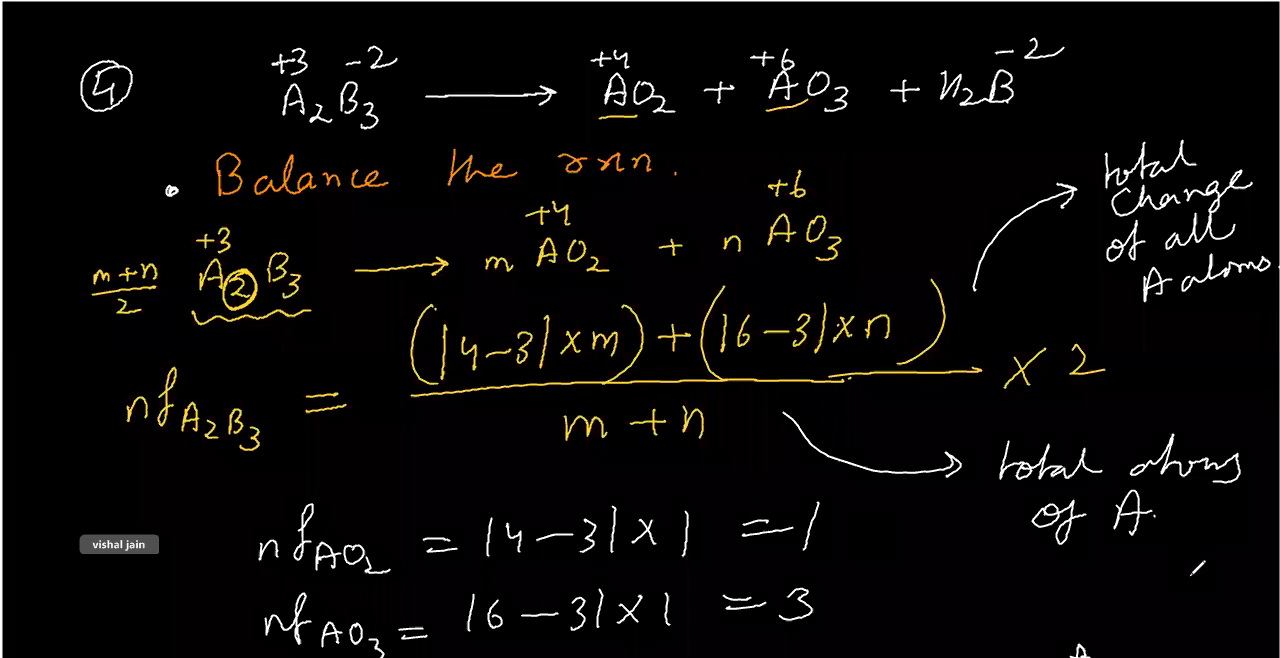 ④ +3 -2 +4 +6 -2
A₂B₃ → AO₂ + AO₃ + H₂B
• Balance the rxn.
+3 +4 +6
m+n/2 A₂B₃ → m AO₂ + n AO₃
total
change
of all
A atoms.
nf A₂B₃ = (|4-3|×m) + (|6-3|×n) / m+n × 2
total atoms
of A.
vishal jain
nf AO₂ = |4-3|×1 = 1
nf AO₃ = |6-3|×1 = 3